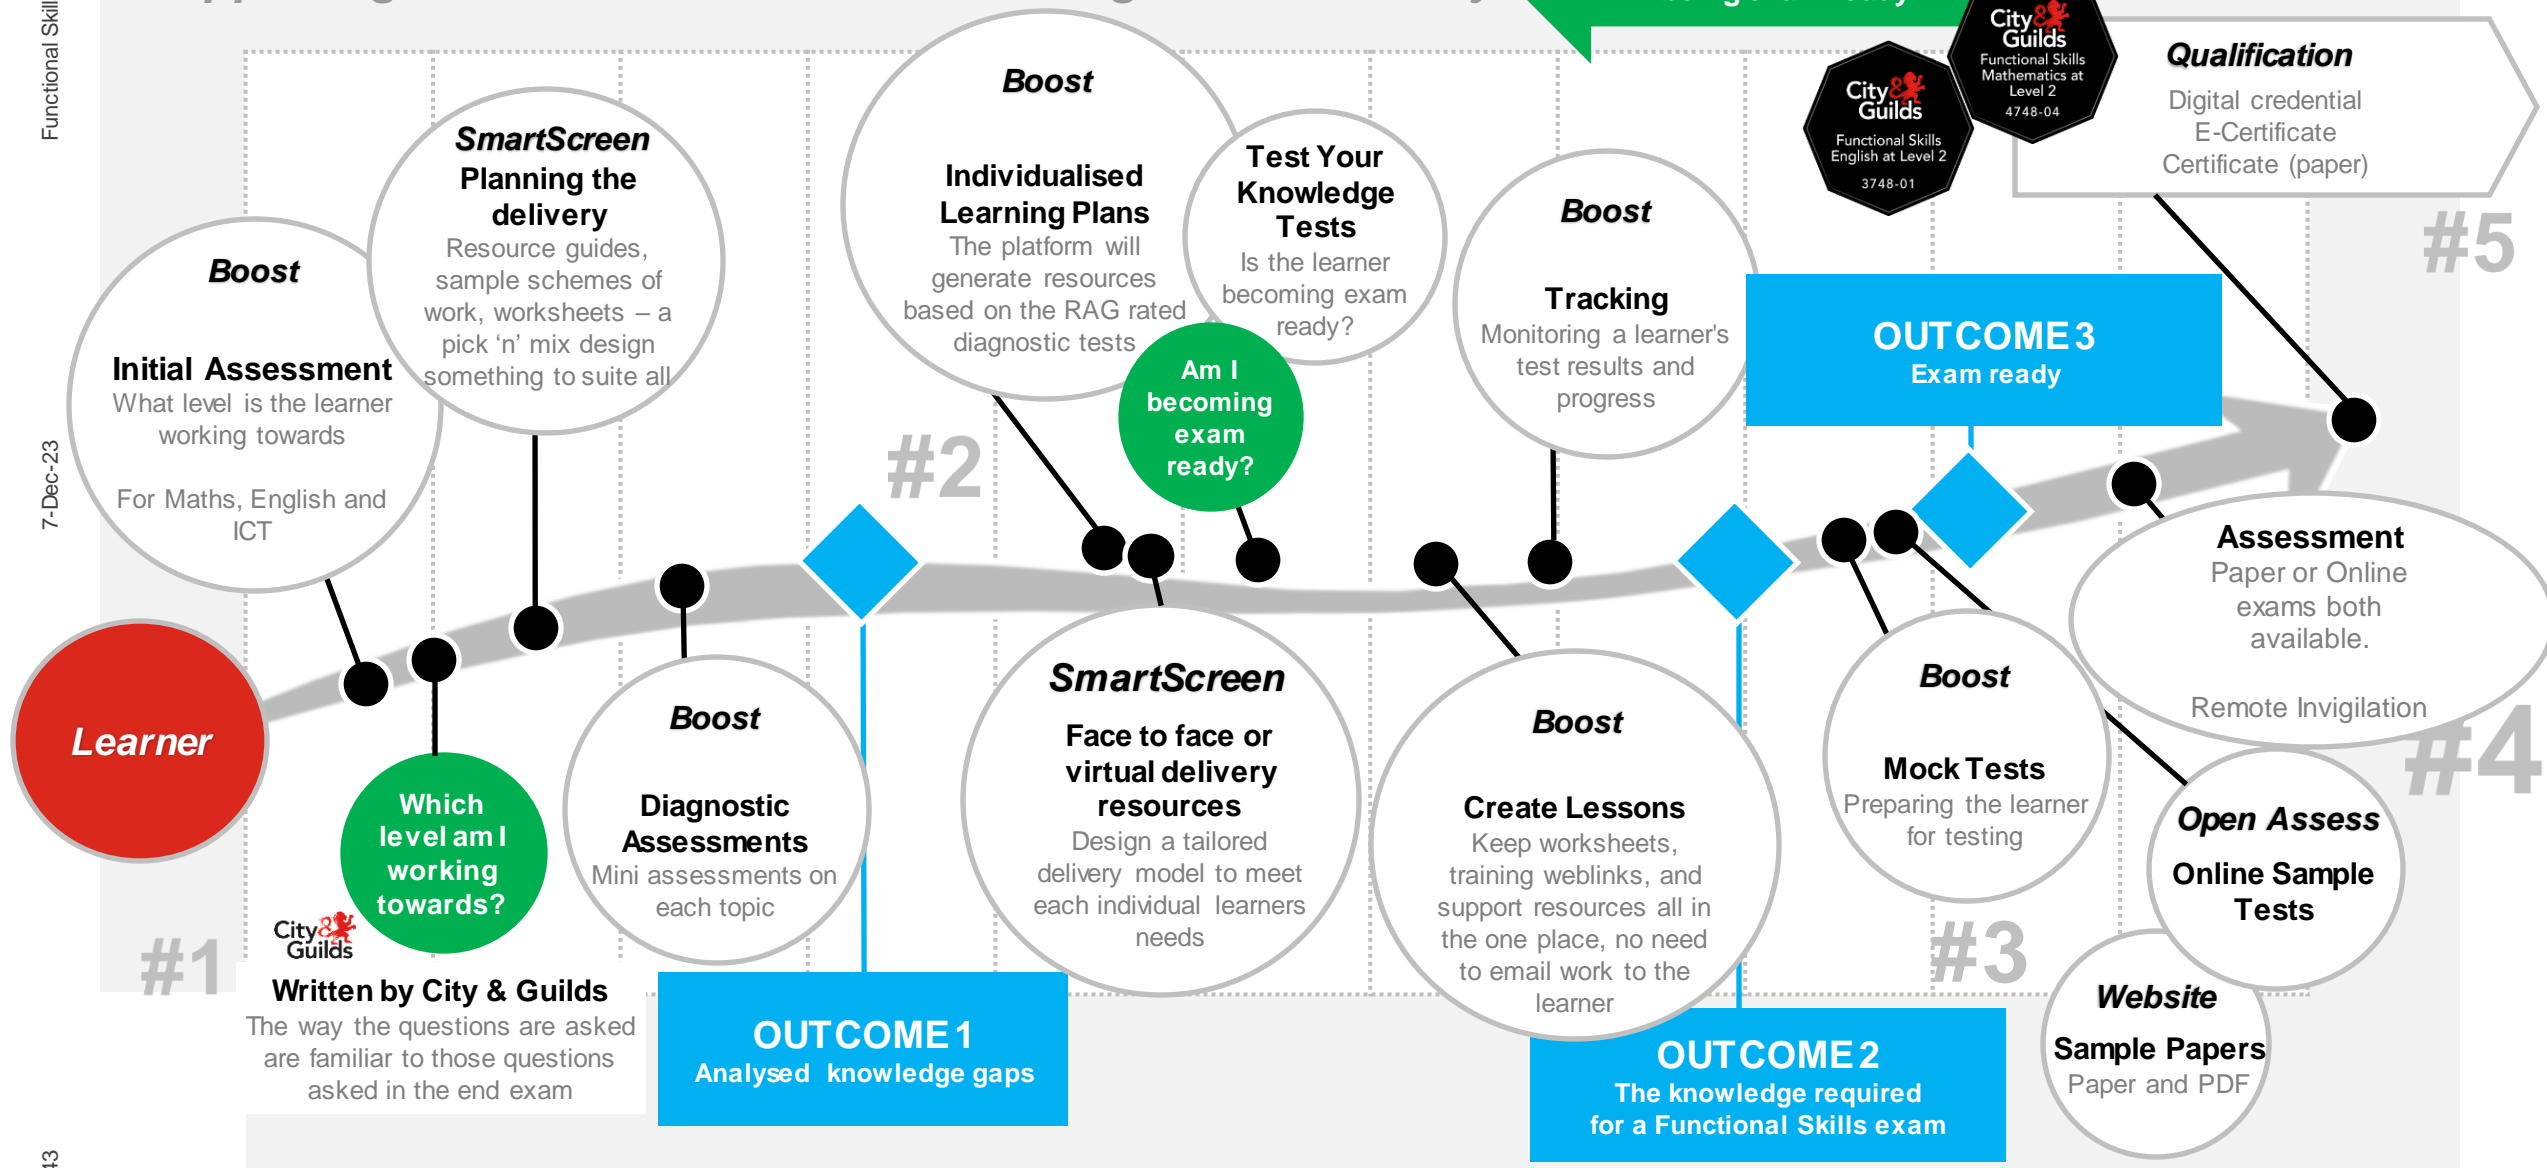 Functional Skill
7-Dec-23
43
Learner
#1
Boost
Initial Assessment
What level is the learner
working towards
For Maths, English and
ICT
SmartScreen
Planning the
delivery
Resource guides,
sample schemes of
work, worksheets – a
pick ‘n’ mix design
something to suite all
Which
level am I
working
towards?
City&
Guilds
Written by City & Guilds
The way the questions are asked
are familiar to those questions
asked in the end exam
Boost
Diagnostic
Assessments
Mini assessments on
each topic
OUTCOME 1
Analysed knowledge gaps
#2
Boost
Individualised
Learning Plans
The platform will
generate resources
based on the RAG rated
diagnostic tests
Test Your
Knowledge
Tests
Is the learner
becoming exam
ready?
Am I
becoming
exam
ready?
SmartScreen
Face to face or
virtual delivery
resources
Design a tailored
delivery model to meet
each individual learners
needs
Boost
Tracking
Monitoring a learner's
test results and
progress
Boost
Create Lessons
Keep worksheets,
training weblinks, and
support resources all in
the one place, no need
to email work to the
learner
OUTCOME 2
The knowledge required
for a Functional Skills exam
#3
OUTCOME 3
Exam ready
Boost
Mock Tests
Preparing the learner
for testing
Open Assess
Online Sample
Tests
Website
Sample Papers
Paper and PDF
#4
Assessment
Paper or Online
exams both
available.
Remote Invigilation
#5
Qualification
Digital credential
E-Certificate
Certificate (paper)
City&
Guilds
Functional Skills
English at Level 2
3748-01
City&
Guilds
Functional Skills
Mathematics at
Level 2
4748-04